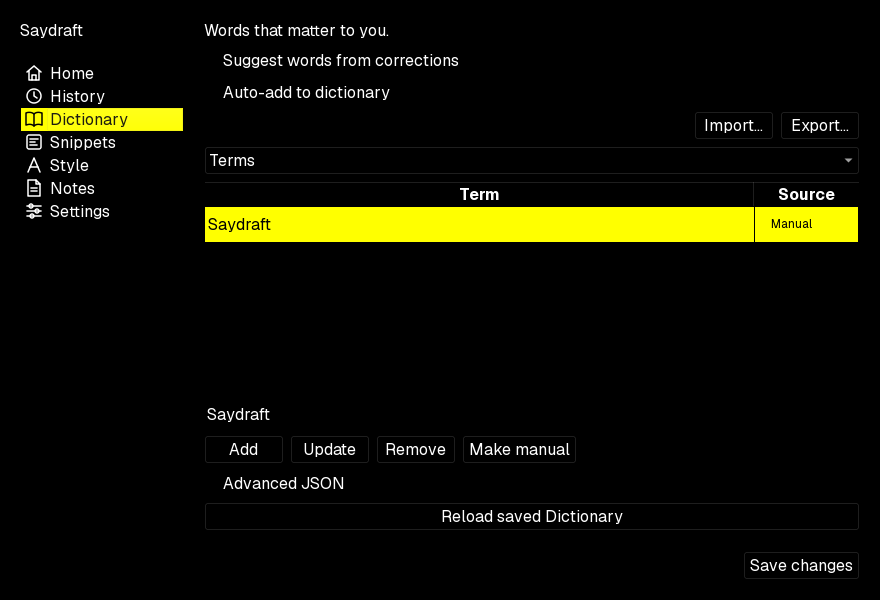 Saydraft
Home
History
Dictionary
Snippets
Style
Notes
Settings
Words that matter to you.
Suggest words from corrections
Auto-add to dictionary
Import... Export...
Terms
Term Source
Saydraft Manual
Saydraft
Add Update Remove Make manual
Advanced JSON
Reload saved Dictionary
Save changes